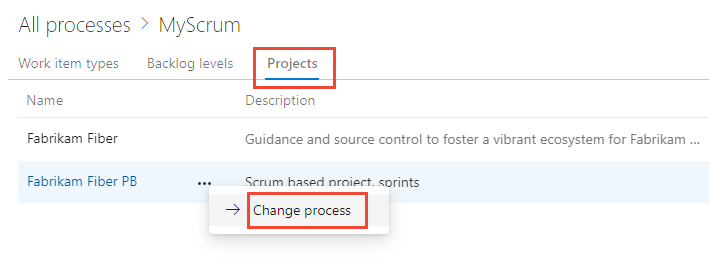 All processes > MyScrum
Work item types Backlog levels Projects
Name Description
Fabrikam Fiber Guidance and source control to foster a vibrant ecosystem for Fabrikam ...
Fabrikam Fiber PB ... Scrum based project, sprints
→ Change process